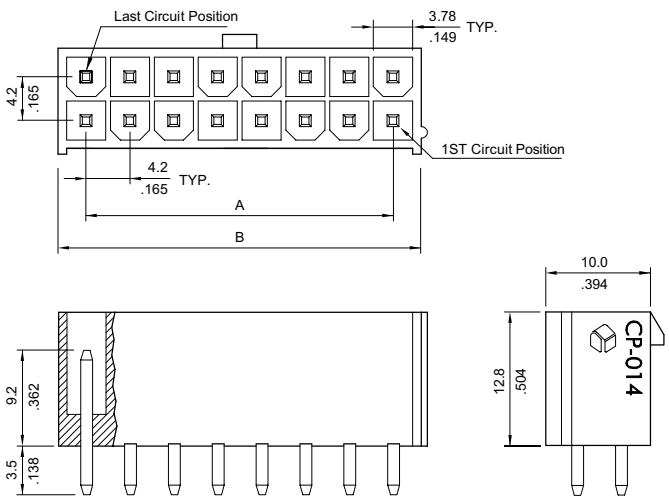 Last Circuit Position
3.78
.149
TYP.
4.2
.165
1ST Circuit Position
4.2
.165
TYP.
A
B
10.0
.394
9.2
.362
3.5
.138
12.8
.504
CP-014